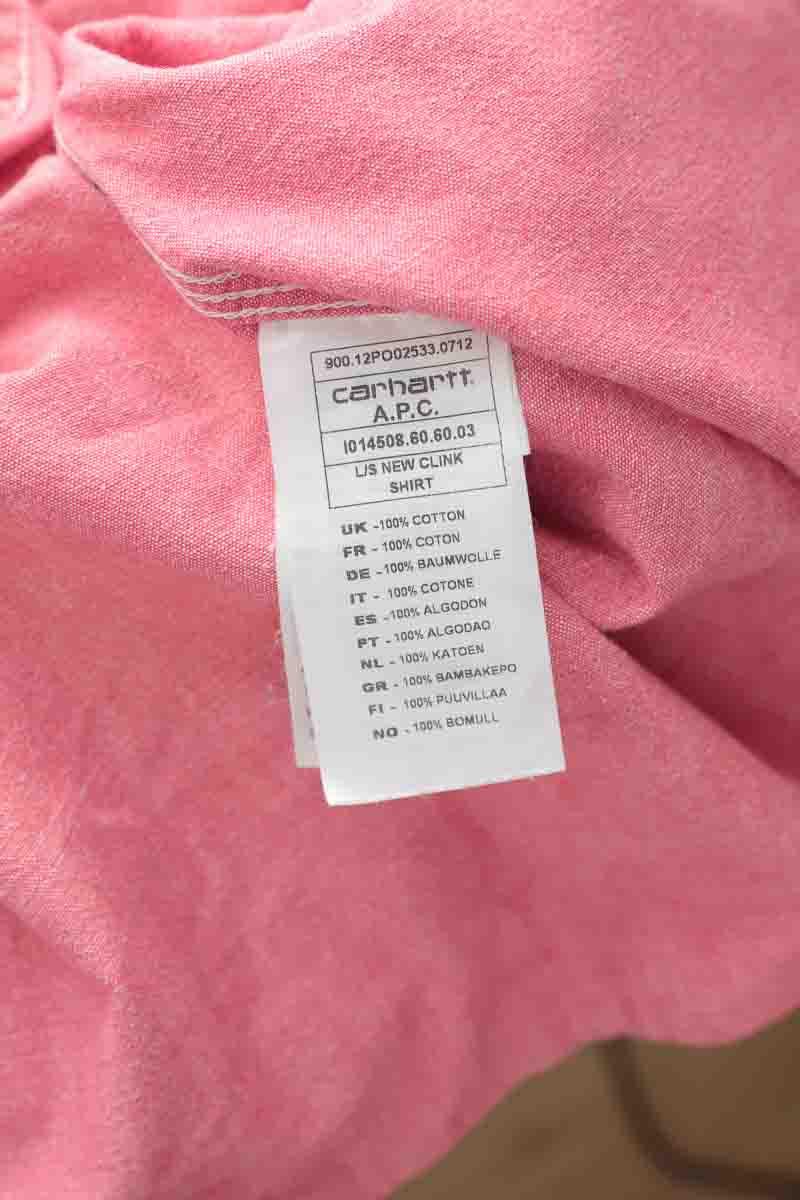 900.12PO02533.0712
carhartt
A.P.C.
I014508.60.60.03
L/S NEW CLINK
SHIRT
UK -100% COTTON
FR - 100% COTON
DE -100% BAUMWOLLE
IT - 100% COTONE
ES -100% ALGODON
PT - 100% ALGODAO
NL - 100% KATOEN
GR - 100% BAMBAKEPO
FI - 100% PUUVILLAA
NO - 100% BOMULL